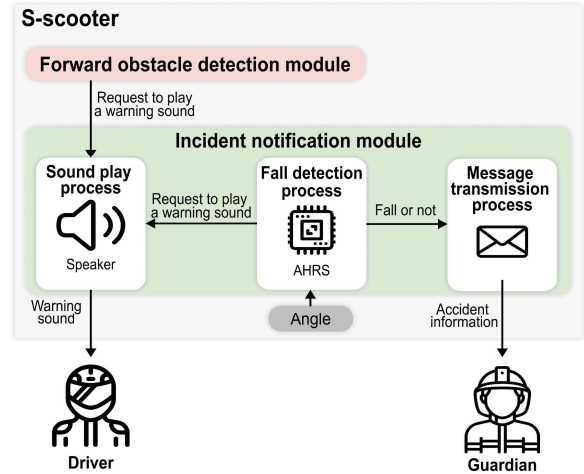 S-scooter
Forward obstacle detection module
Request to play
a warning sound
Incident notification module
Sound play
process
Speaker
Request to play
a warning sound
Fall detection
process
AHRS
Fall or not
Message
transmission
process
Angle
Warning
sound
Accident
information
Driver
Guardian